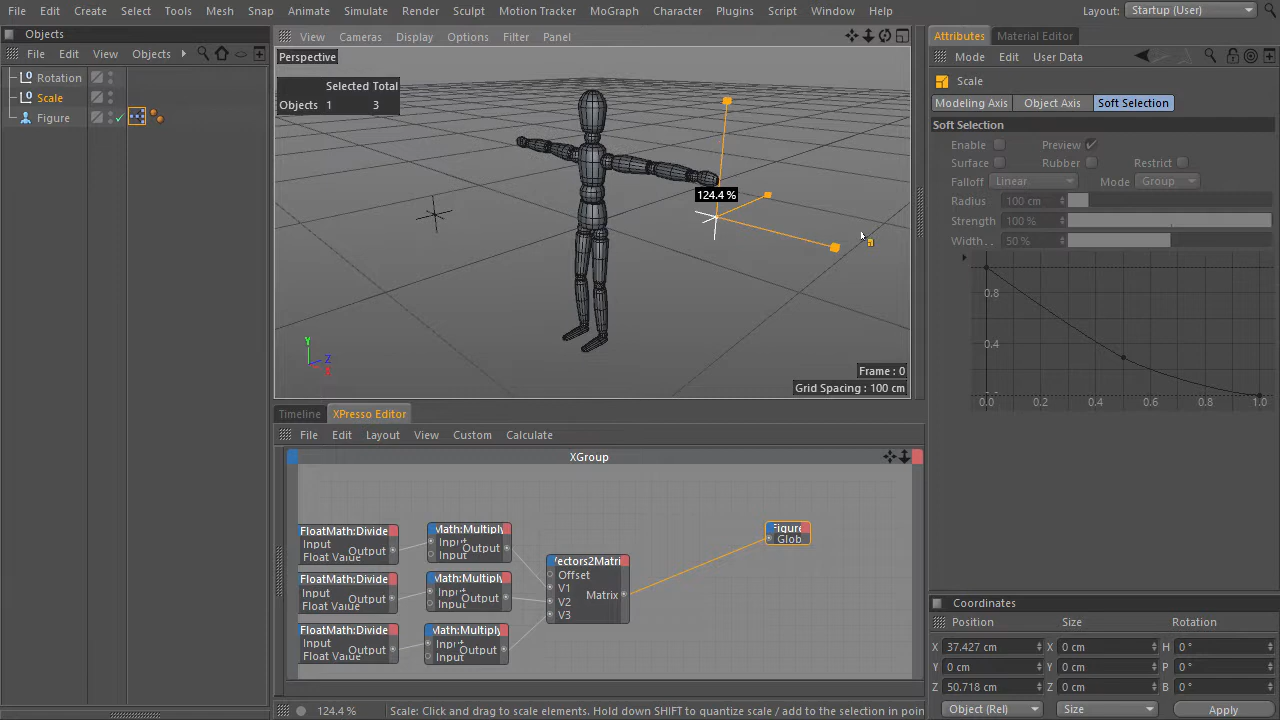 File Edit Create Select Tools Mesh Snap Animate Simulate Render Sculpt Motion Tracker MoGraph Character Plugins Script Window Help Layout: Startup (User)
Objects
File Edit View Objects
Rotation
Scale
Figure
View Cameras Display Options Filter Panel
Perspective
Selected Total
Objects 1 3
124.4 %
Y
Z
X
Frame : 0
Grid Spacing : 100 cm
Timeline XPresso Editor
File Edit Layout View Custom Calculate
XGroup
FloatMath:Divide
Input
Output
Float Value
FloatMath:Divide
Input
Output
Float Value
FloatMath:Divide
Input
Output
Float Value
Math:Multiply
Input
Output
Input
Math:Multiply
Input
Output
Input
Math:Multiply
Input
Output
Input
Vectors2Matri
Offset
V1
Matrix
V2
V3
Figure
Glob
124.4 % Scale: Click and drag to scale elements. Hold down SHIFT to quantize scale / add to the selection in poin
Attributes Material Editor
Mode Edit User Data
Scale
Modeling Axis Object Axis Soft Selection
Soft Selection
Enable Preview
Surface Rubber Restrict
Falloff Linear Mode Group
Radius 100 cm
Strength 100 %
Width . . 50 %
0.8
0.4
0.0 0.2 0.4 0.6 0.8 1.0
Coordinates
Position Size Rotation
X 37.427 cm X 0 cm H 0 °
Y 0 cm Y 0 cm P 0 °
Z 50.718 cm Z 0 cm B 0 °
Object (Rel) Size Apply